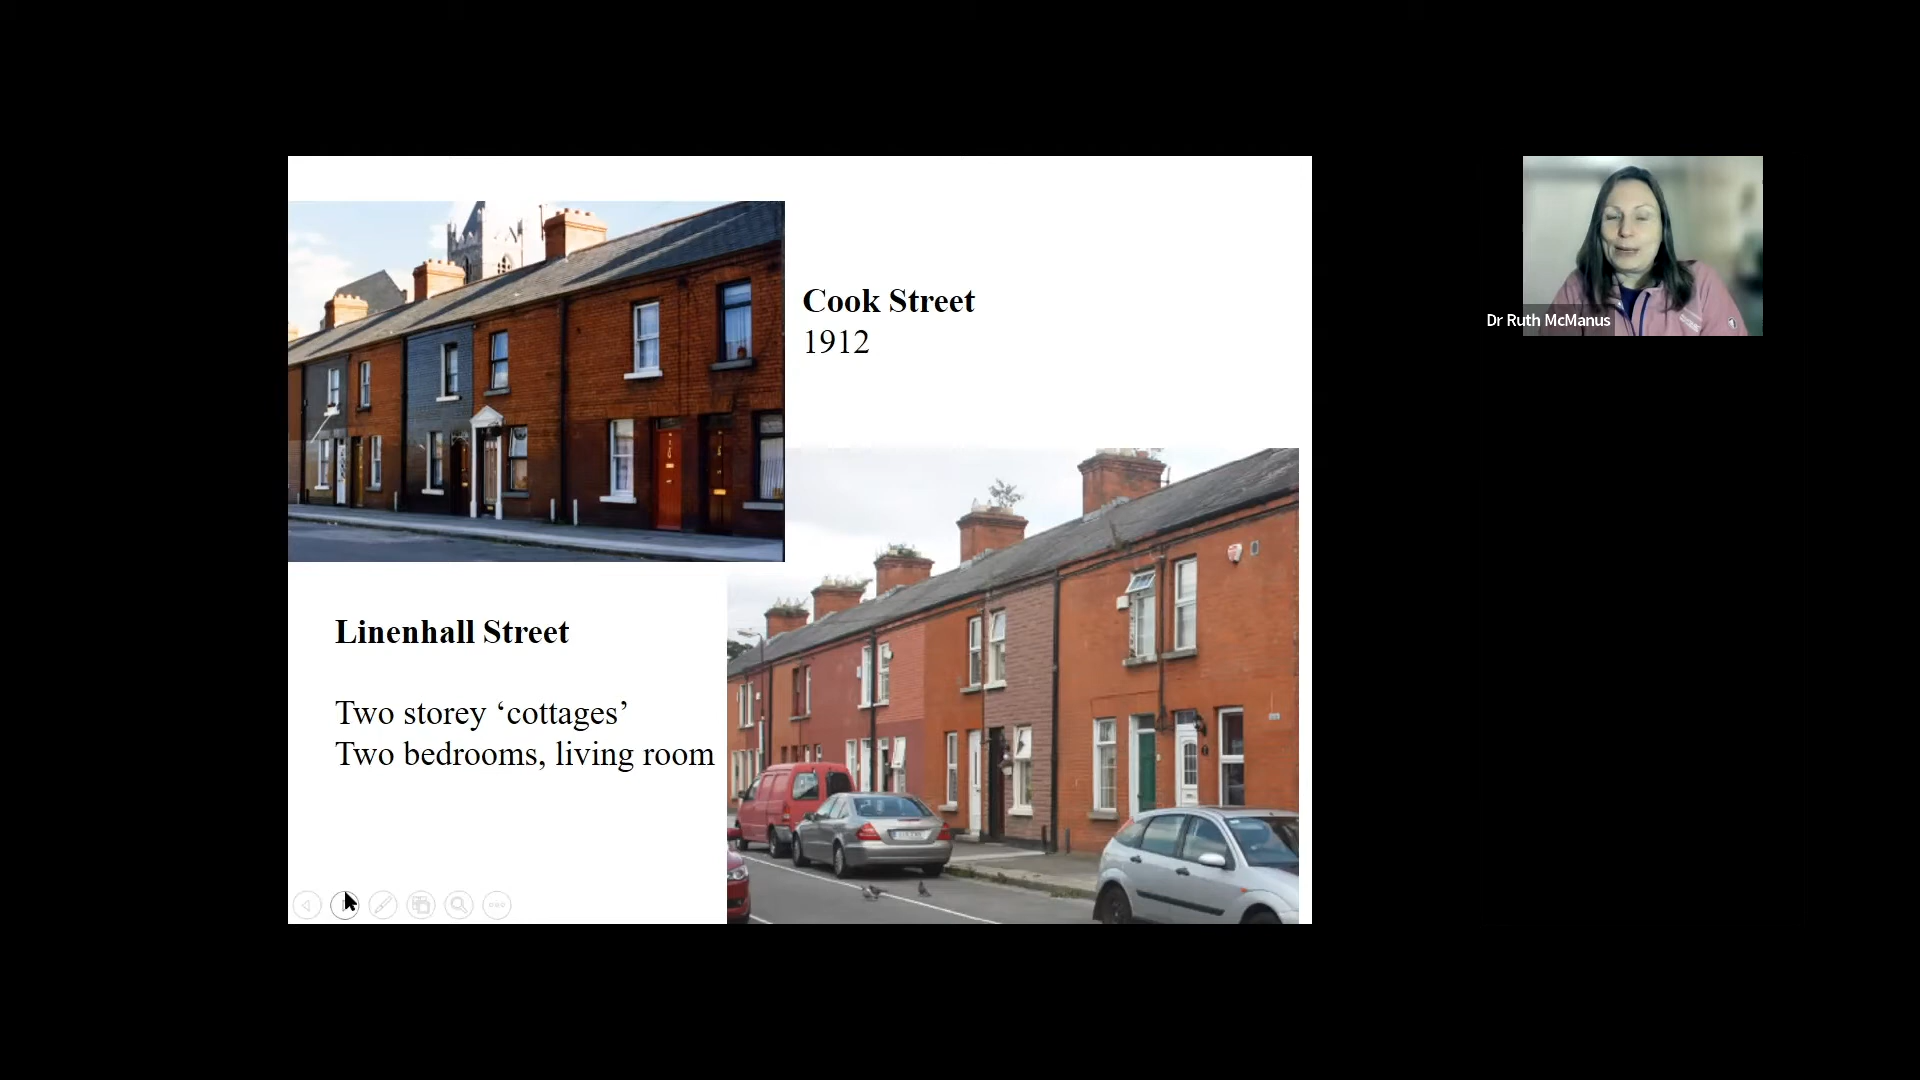 Cook Street
1912
Dr Ruth McManus
Linenhall Street
Two storey ‘cottages’
Two bedrooms, living room